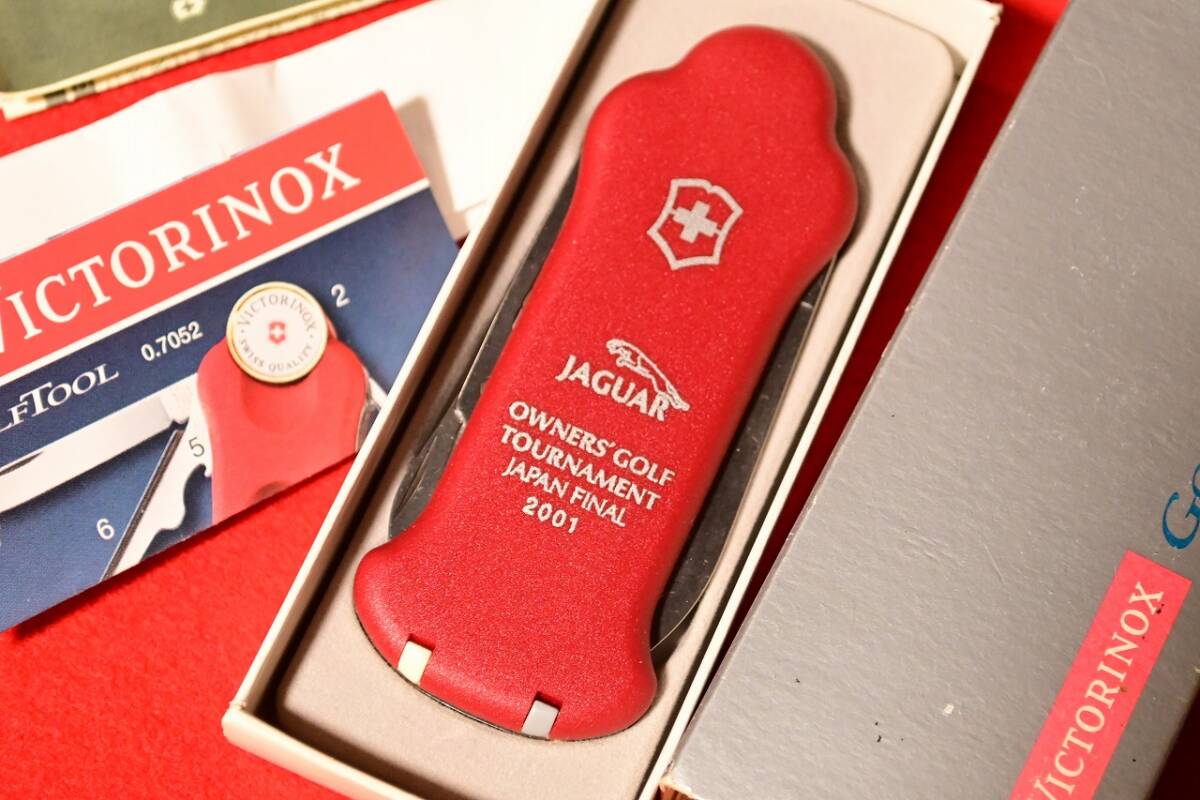 VICTORINOX
LFTOOL
0.7052
2
VICTORINOX
SWISS QUALITY
5
6
JAGUAR
OWNERS' GOLF
TOURNAMENT
JAPAN FINAL
2001
VICTORINOX